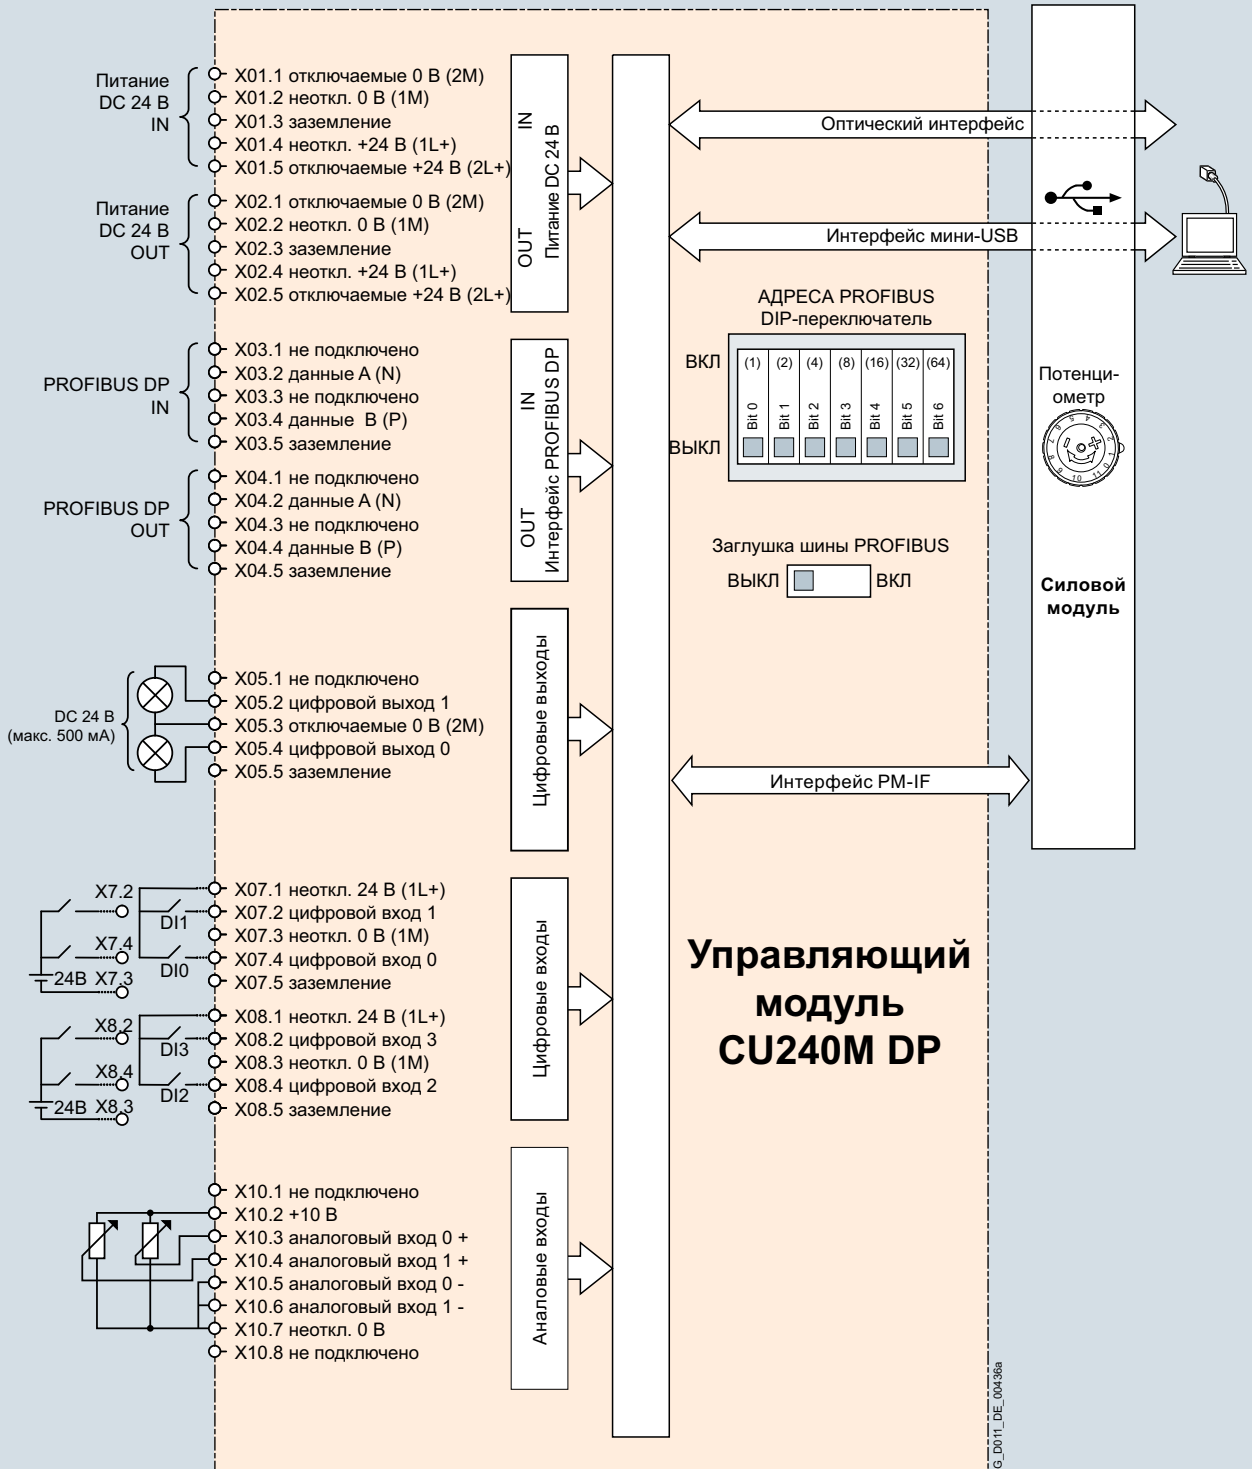 Питание
DC 24 В
IN
X01.1 отключаемые 0 В (2M)
X01.2 неоткл. 0 В (1M)
X01.3 заземление
X01.4 неоткл. +24 В (1L+)
X01.5 отключаемые +24 В (2L+)
Питание
DC 24 В
OUT
X02.1 отключаемые 0 В (2M)
X02.2 неоткл. 0 В (1M)
X02.3 заземление
X02.4 неоткл. +24 В (1L+)
X02.5 отключаемые +24 В (2L+)
IN
OUT
Питание DC 24 В
PROFIBUS DP
IN
X03.1 не подключено
X03.2 данные A (N)
X03.3 не подключено
X03.4 данные B (P)
X03.5 заземление
PROFIBUS DP
OUT
X04.1 не подключено
X04.2 данные A (N)
X04.3 не подключено
X04.4 данные B (P)
X04.5 заземление
IN
OUT
Интерфейс PROFIBUS DP
DC 24 В
(макс. 500 мА)
X05.1 не подключено
X05.2 цифровой выход 1
X05.3 отключаемые 0 В (2M)
X05.4 цифровой выход 0
X05.5 заземление
Цифровые выходы
X7.2
X7.4
24В X7.3
DI1
DI0
X07.1 неоткл. 24 В (1L+)
X07.2 цифровой вход 1
X07.3 неоткл. 0 В (1M)
X07.4 цифровой вход 0
X07.5 заземление
X8.2
X8.4
24В X8.3
DI3
DI2
X08.1 неоткл. 24 В (1L+)
X08.2 цифровой вход 3
X08.3 неоткл. 0 В (1M)
X08.4 цифровой вход 2
X08.5 заземление
Цифровые входы
X10.1 не подключено
X10.2 +10 В
X10.3 аналоговый вход 0 +
X10.4 аналоговый вход 1 +
X10.5 аналоговый вход 0 -
X10.6 аналоговый вход 1 -
X10.7 неоткл. 0 В
X10.8 не подключено
Аналовые входы
Оптический интерфейс
Интерфейс мини-USB
АДРЕСА PROFIBUS
DIP-переключатель
ВКЛ
(1) (2) (4) (8) (16) (32) (64)
Bit 0 Bit 1 Bit 2 Bit 3 Bit 4 Bit 5 Bit 6
ВЫКЛ
Заглушка шины PROFIBUS
ВЫКЛ ВКЛ
Интерфейс PM-IF
Управляющий
модуль
CU240M DP
Потенци-
ометр
0 1 2 3 4 5 6 7 8 9 10 11
Силовой
модуль
G_D011_DE_00436a